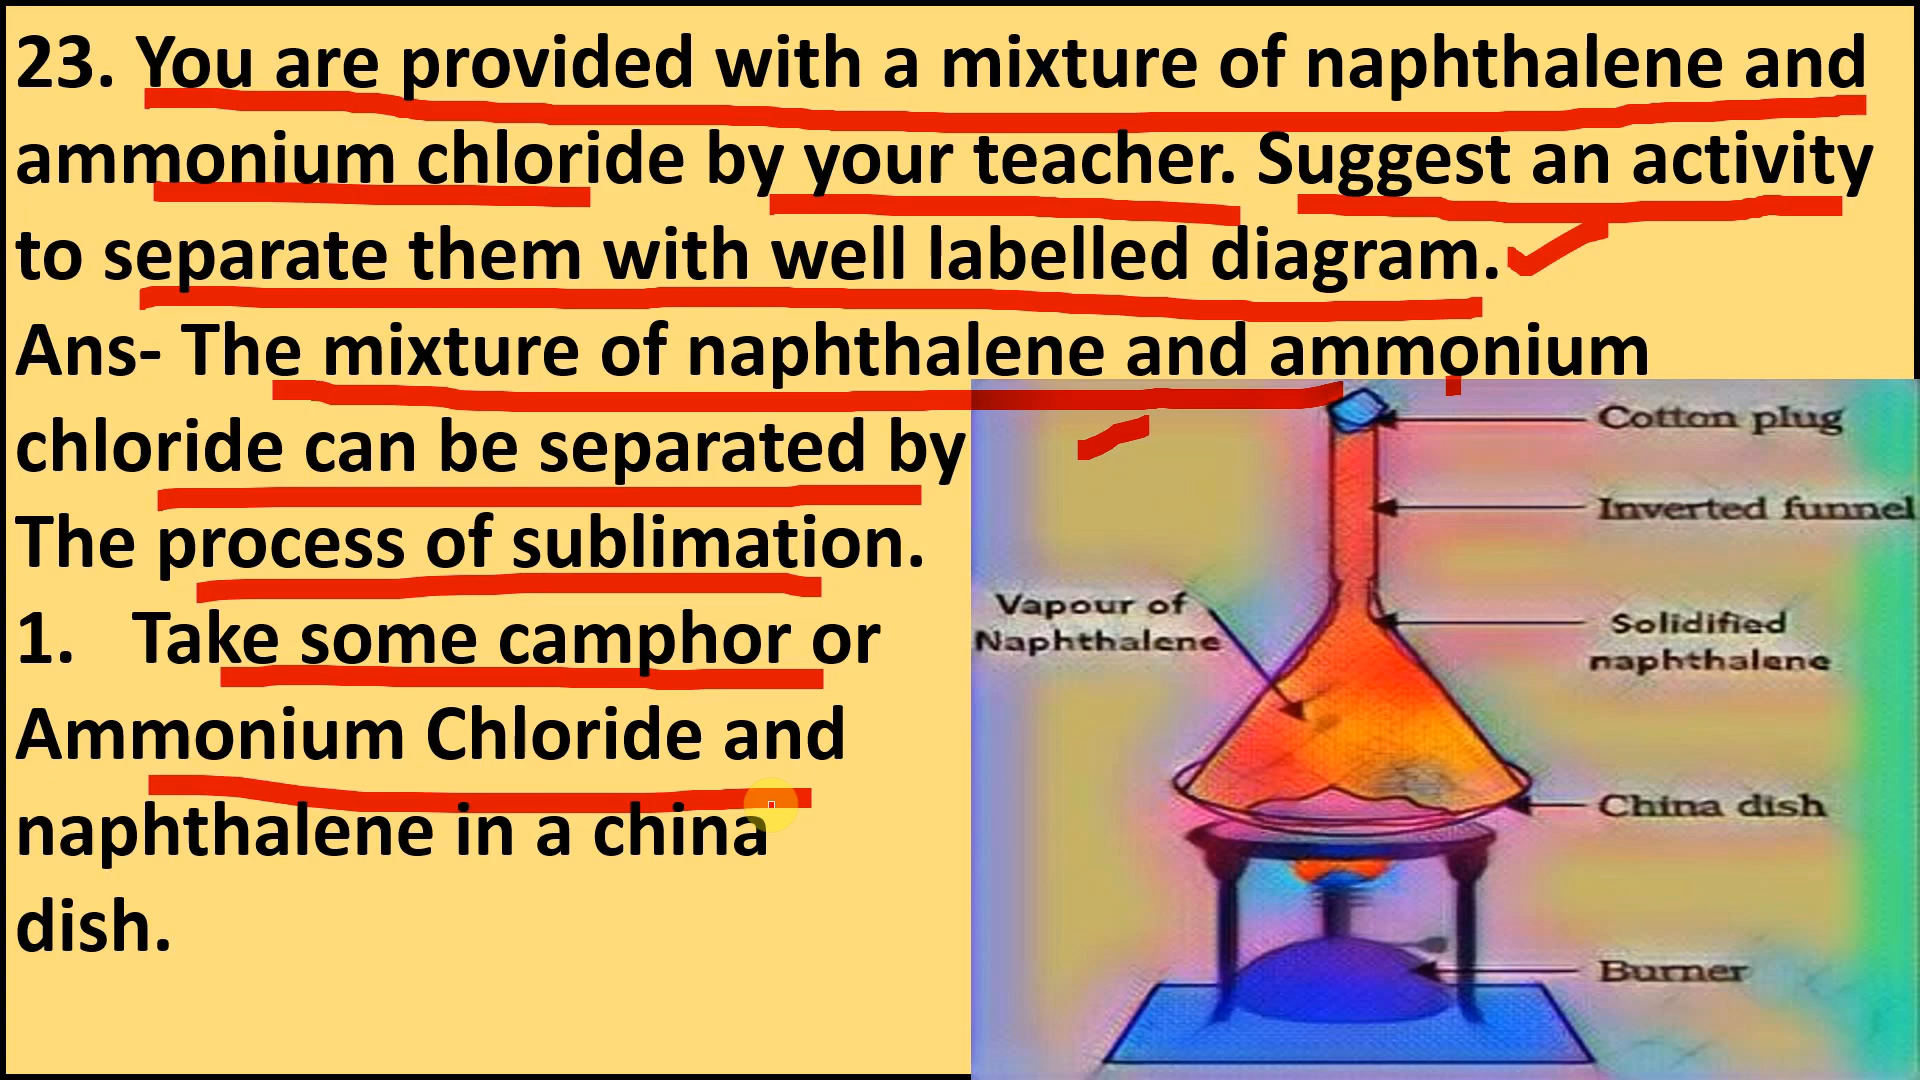 23. You are provided with a mixture of naphthalene and
ammonium chloride by your teacher. Suggest an activity
to separate them with well labelled diagram.
Ans- The mixture of naphthalene and ammonium
chloride can be separated by
The process of sublimation.
1. Take some camphor or
Ammonium Chloride and
naphthalene in a china
dish.
Cotton plug
Inverted funnel
Vapour of
Naphthalene
Solidified
naphthalene
China dish
Burner